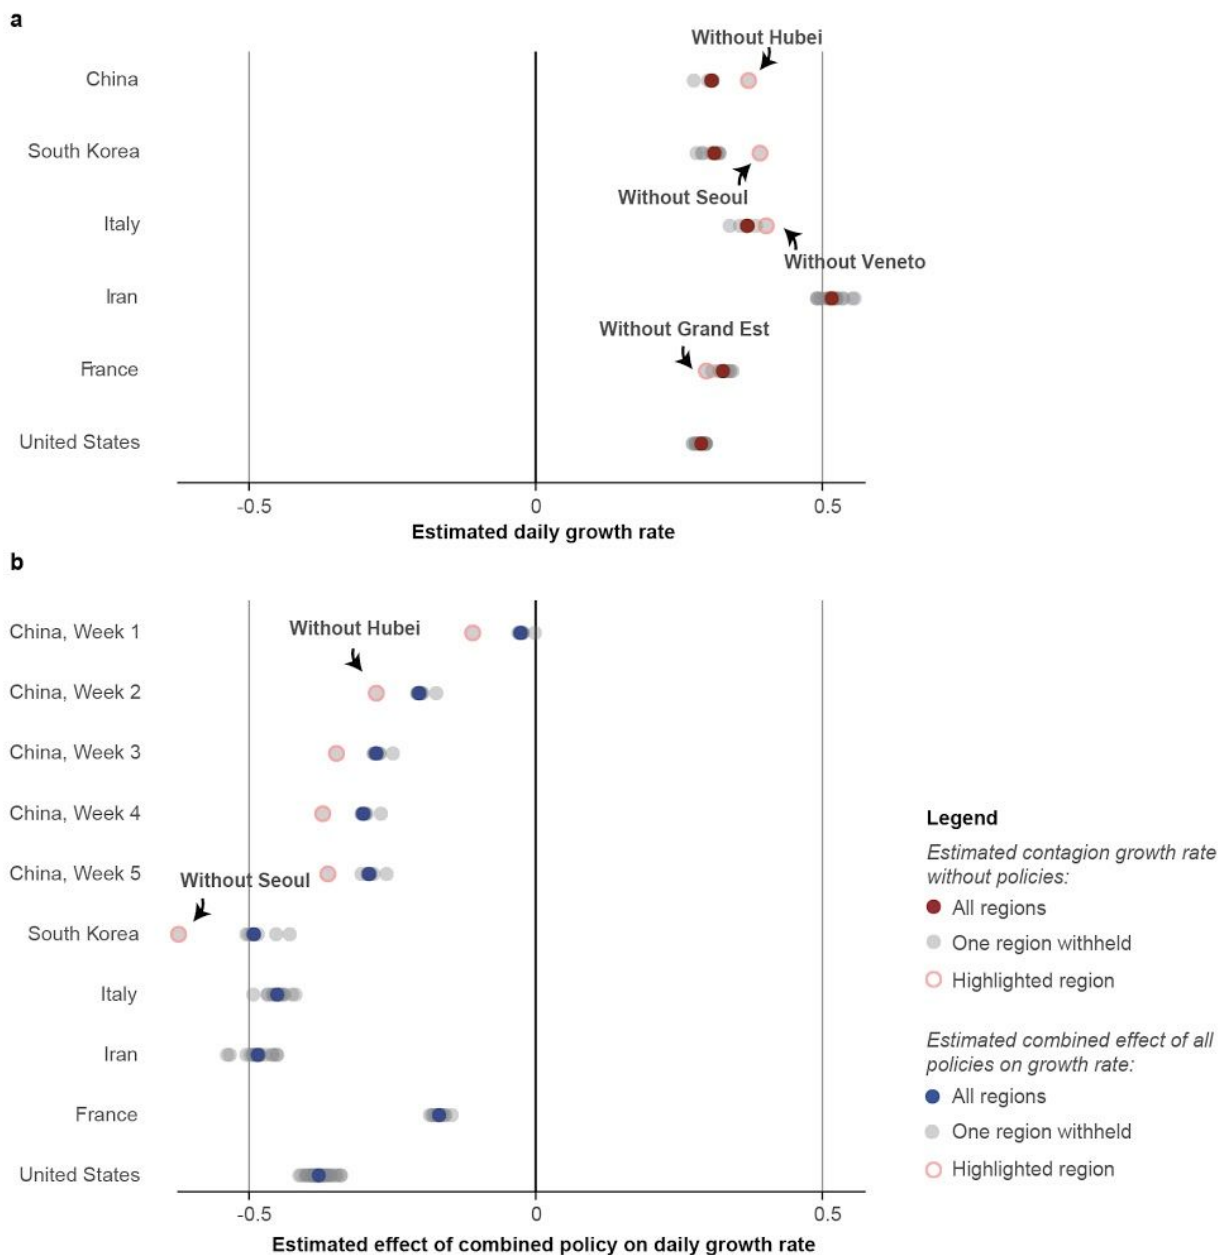 a
Without Hubei
China
South Korea
Without Seoul
Italy
Without Veneto
Iran
Without Grand Est
France
United States
-0.5 0 0.5
Estimated daily growth rate
b
China, Week 1
Without Hubei
China, Week 2
China, Week 3
China, Week 4
China, Week 5
Without Seoul
South Korea
Italy
Iran
France
United States
-0.5 0 0.5
Estimated effect of combined policy on daily growth rate
Legend
Estimated contagion growth rate
without policies:
All regions
One region withheld
Highlighted region
Estimated combined effect of all
policies on growth rate:
All regions
One region withheld
Highlighted region